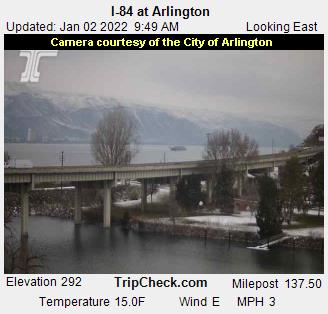 I-84 at Arlington
Updated: Jan 02 2022 9:49 AM Looking East
Camera courtesy of the City of Arlington
Elevation 292 TripCheck.com Milepost 137.50
Temperature 15.0F Wind E MPH 3